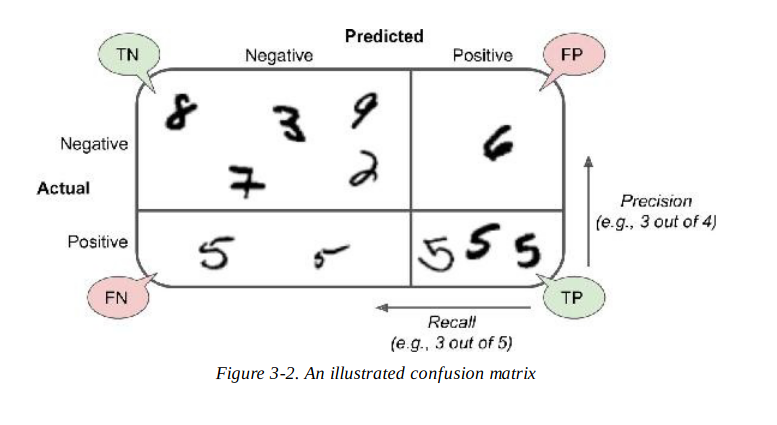 Predicted
TN Negative Positive FP
8 3 9 6
Negative
7 2
Actual
Precision
(e.g., 3 out of 4)
Positive 5 5 5 5 5
FN TP
Recall
(e.g., 3 out of 5)
Figure 3-2. An illustrated confusion matrix